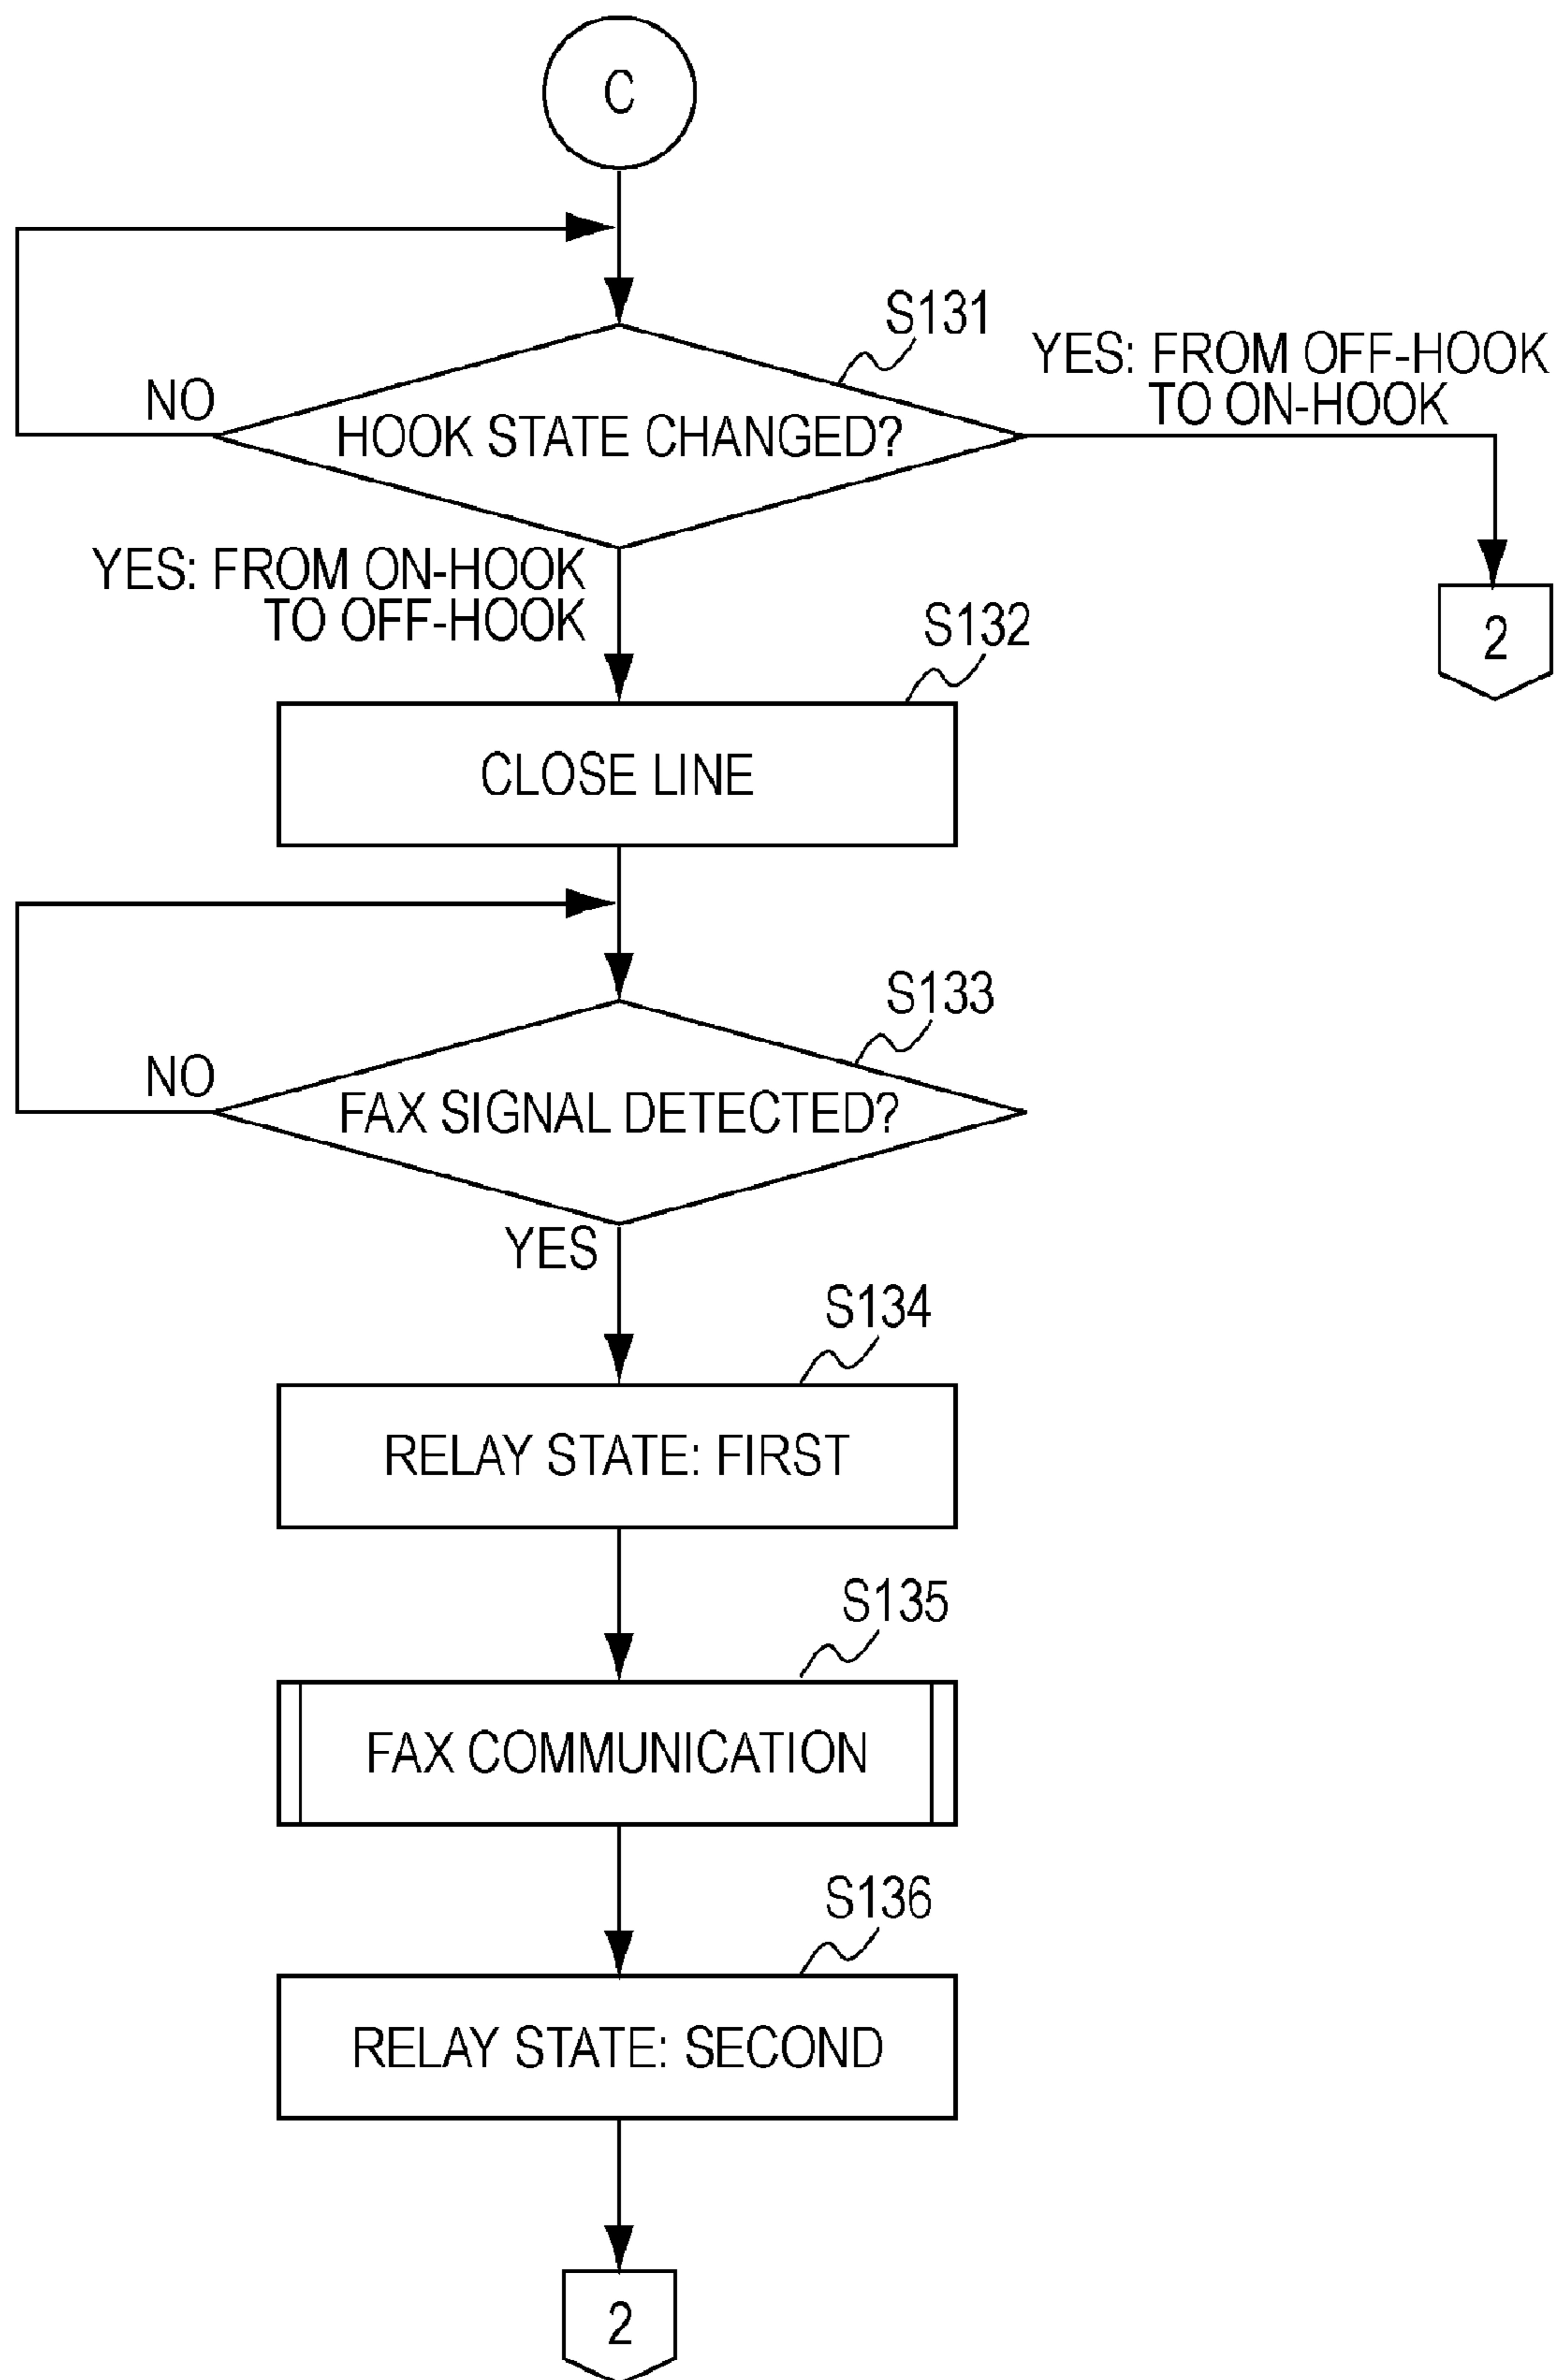 C
S131
YES: FROM OFF-HOOK
TO ON-HOOK
NO
HOOK STATE CHANGED?
YES: FROM ON-HOOK
TO OFF-HOOK
2
S132
CLOSE LINE
S133
NO
FAX SIGNAL DETECTED?
YES
S134
RELAY STATE: FIRST
S135
FAX COMMUNICATION
S136
RELAY STATE: SECOND
2